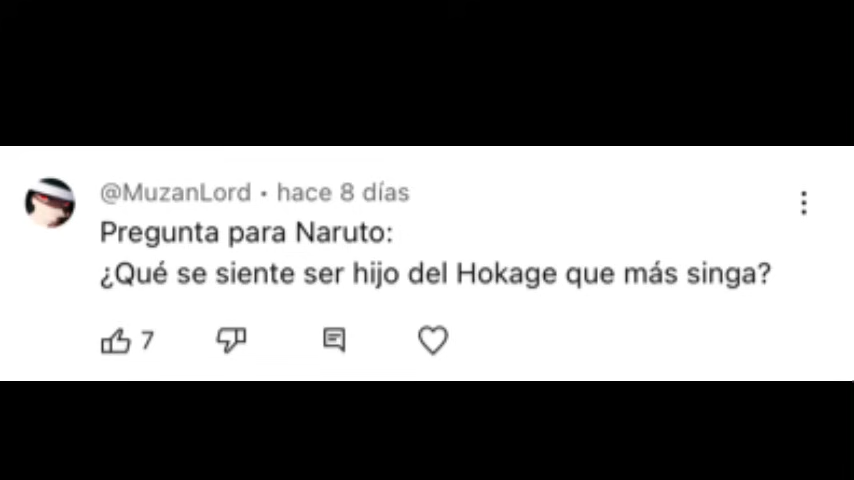 @MuzanLord • hace 8 días
Pregunta para Naruto:
¿Qué se siente ser hijo del Hokage que más singa?
7